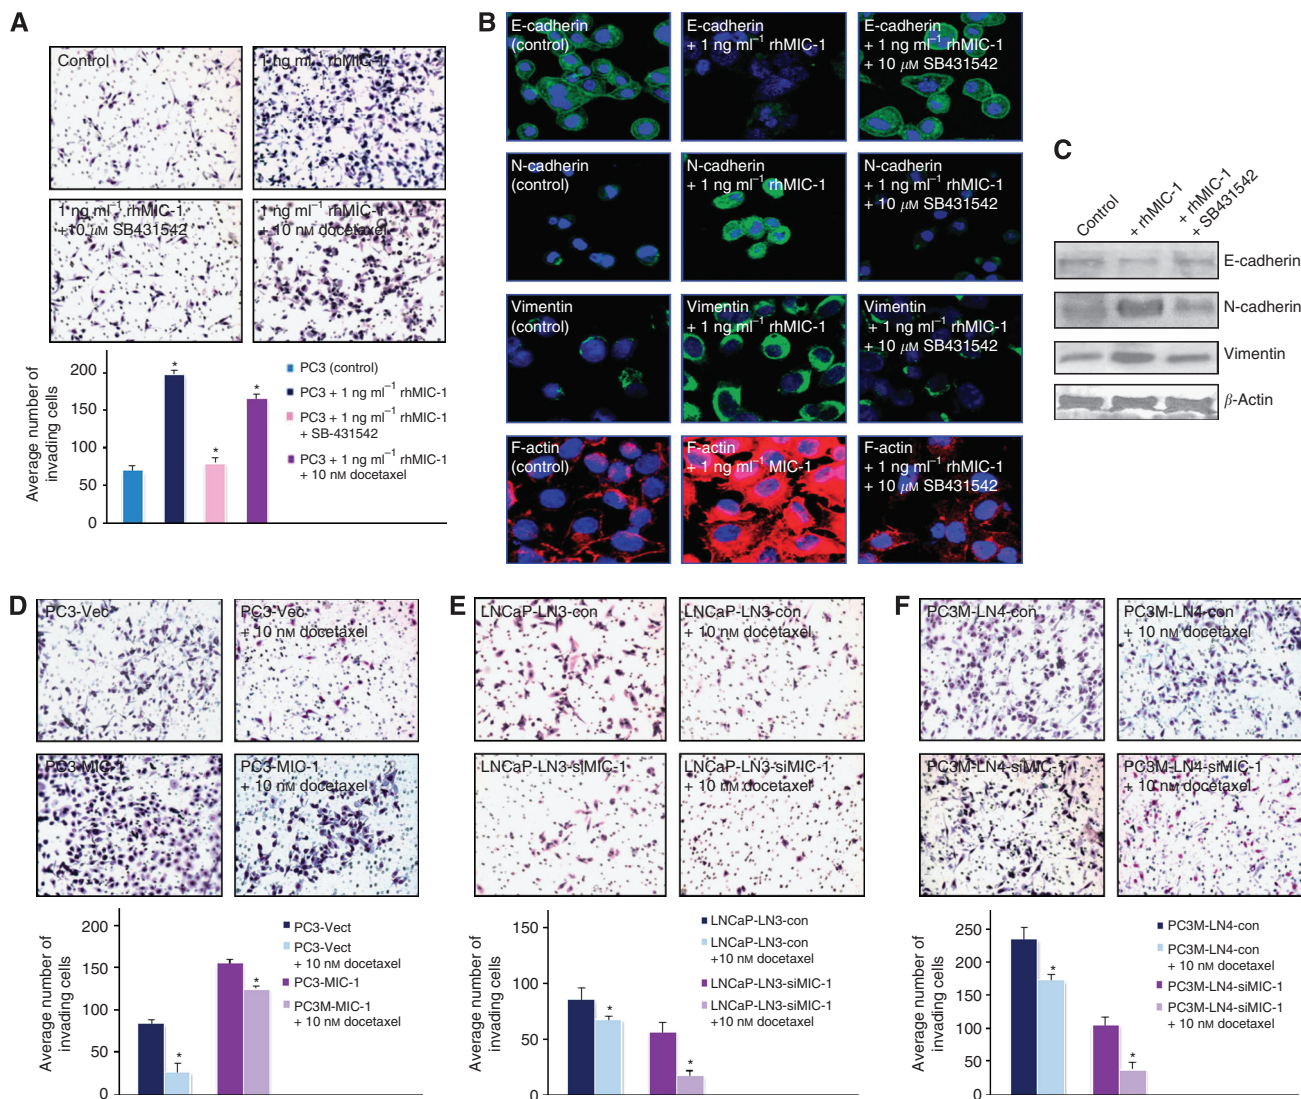 A
Control
1 ng ml⁻¹ rhMIC-1
1 ng ml⁻¹ rhMIC-1
+ 10 μM SB431542
1 ng ml⁻¹ rhMIC-1
+ 10 nM docetaxel
Average number of
invading cells
200
150
100
50
0
*
*
*
PC3 (control)
PC3 + 1 ng ml⁻¹ rhMIC-1
PC3 + 1 ng ml⁻¹ rhMIC-1
+ SB-431542
PC3 + 1 ng ml⁻¹ rhMIC-1
+ 10 nM docetaxel
B
E-cadherin
(control)
E-cadherin
+ 1 ng ml⁻¹ rhMIC-1
E-cadherin
+ 1 ng ml⁻¹ rhMIC-1
+ 10 μM SB431542
N-cadherin
(control)
N-cadherin
+ 1 ng ml⁻¹ rhMIC-1
N-cadherin
+ 1 ng ml⁻¹ rhMIC-1
+ 10 μM SB431542
Vimentin
(control)
Vimentin
+ 1 ng ml⁻¹ rhMIC-1
Vimentin
+ 1 ng ml⁻¹ rhMIC-1
+ 10 μM SB431542
F-actin
(control)
F-actin
+ 1 ng ml⁻¹ MIC-1
F-actin
+ 1 ng ml⁻¹ rhMIC-1
+ 10 μM SB431542
C
Control
+ rhMIC-1
+ rhMIC-1
+ SB431542
E-cadherin
N-cadherin
Vimentin
β-Actin
D
PC3-Vec
PC3-Vec
+ 10 nM docetaxel
PC3-MIC-1
PC3-MIC-1
+ 10 nM docetaxel
Average number of
invading cells
200
150
100
50
0
*
*
PC3-Vect
PC3-Vect
+ 10 nM docetaxel
PC3-MIC-1
PC3M-MIC-1
+ 10 nM docetaxel
E
LNCaP-LN3-con
LNCaP-LN3-con
+ 10 nM docetaxel
LNCaP-LN3-siMIC-1
LNCaP-LN3-siMIC-1
+ 10 nM docetaxel
Average number of
invading cells
150
100
50
0
*
*
LNCaP-LN3-con
LNCaP-LN3-con
+10 nM docetaxel
LNCaP-LN3-siMIC-1
LNCaP-LN3-siMIC-1
+10 nM docetaxel
F
PC3M-LN4-con
PC3M-LN4-con
+ 10 nM docetaxel
PC3M-LN4-siMIC-1
PC3M-LN4-siMIC-1
+ 10 nM docetaxel
Average number of
invading cells
250
200
150
100
50
0
*
*
PC3M-LN4-con
PC3M-LN4-con
+ 10 nM docetaxel
PC3M-LN4-siMIC-1
PC3M-LN4-siMIC-1
+ 10 nM docetaxel